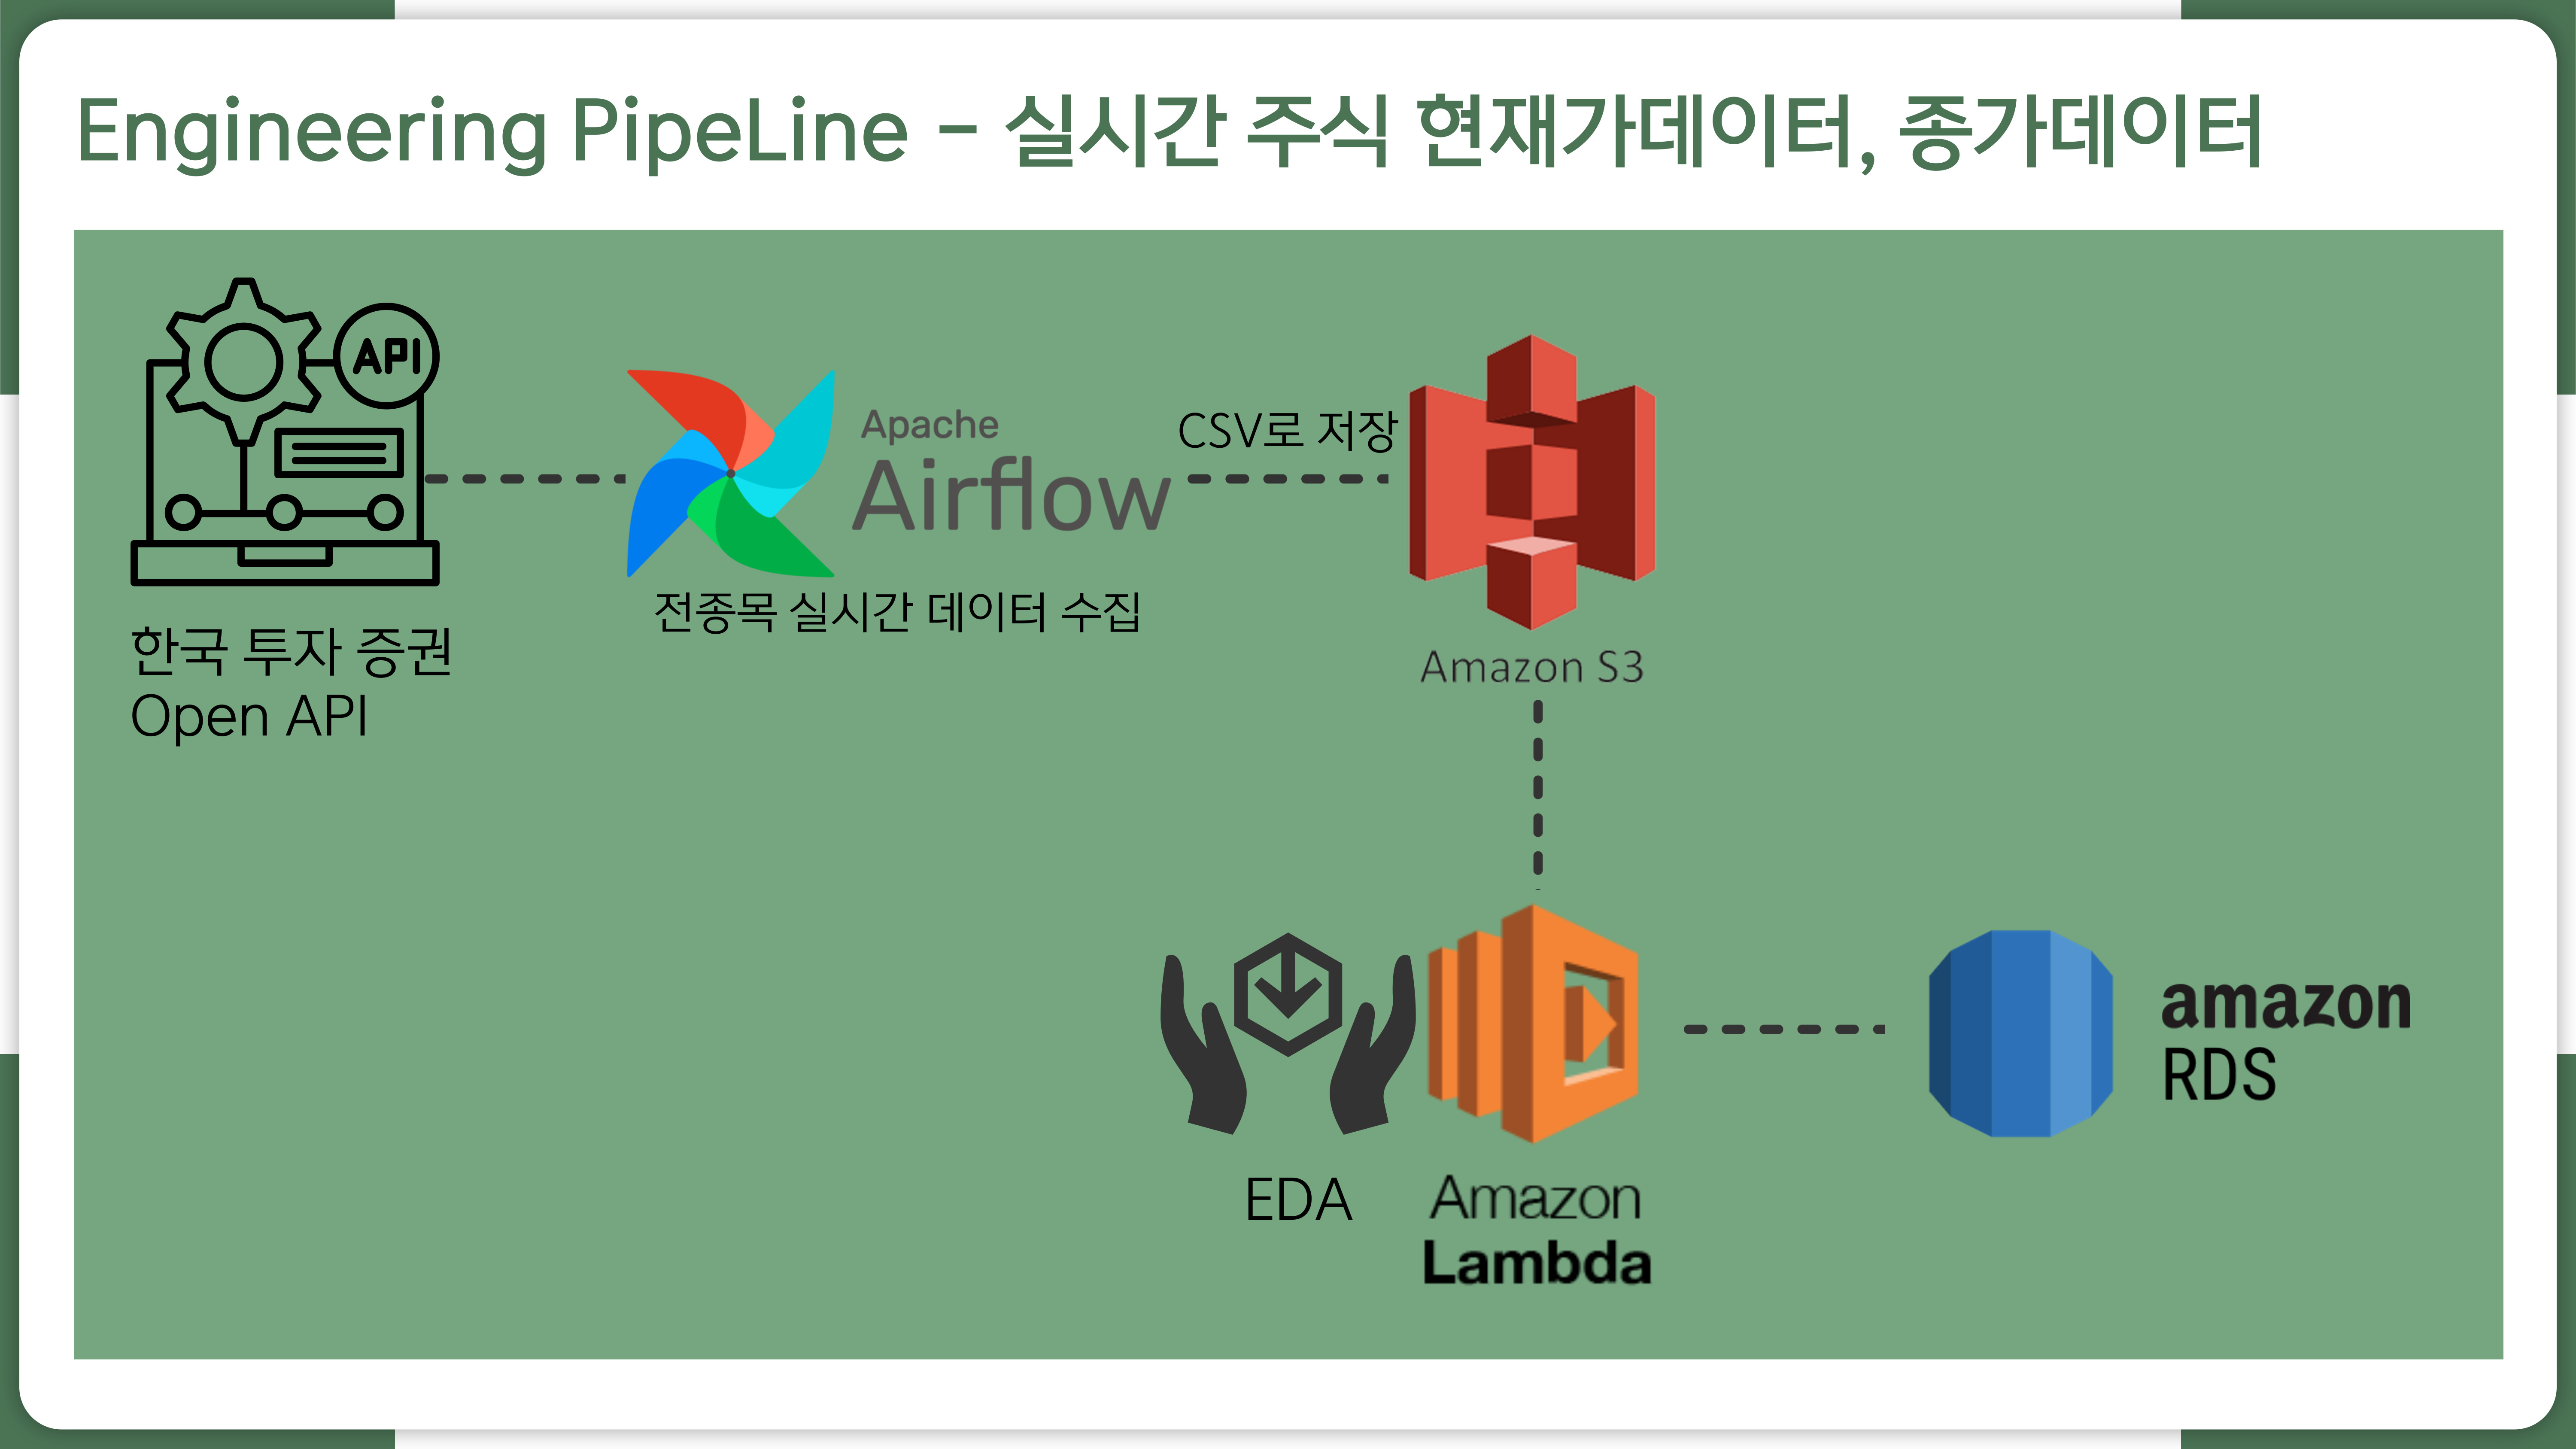 Engineering PipeLine - 실시간 주식 현재가데이터, 종가데이터
API
한국 투자 증권
Open API
Apache
Airflow
전종목 실시간 데이터 수집
CSV로 저장
Amazon S3
EDA
Amazon
Lambda
amazon
RDS